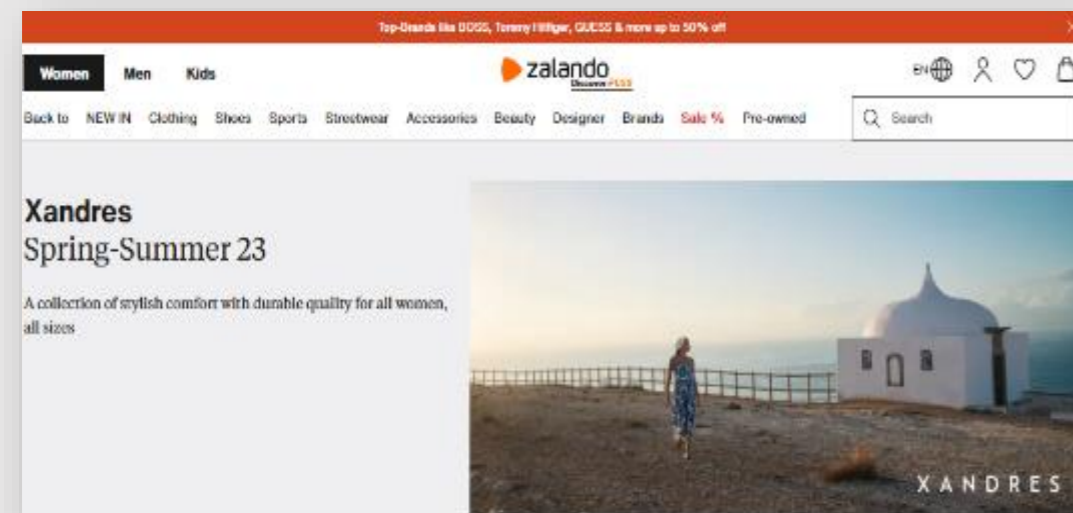 Top-Brands like BOSS, Tommy Hilfiger, GUESS & more up to 50% off
Women Men Kids
zalando
EN
Back to NEW IN Clothing Shoes Sports Streetwear Accessories Beauty Designer Brands Sale % Pre-owned
Search
Xandres
Spring-Summer 23
A collection of stylish comfort with durable quality for all women,
all sizes
XANDRES